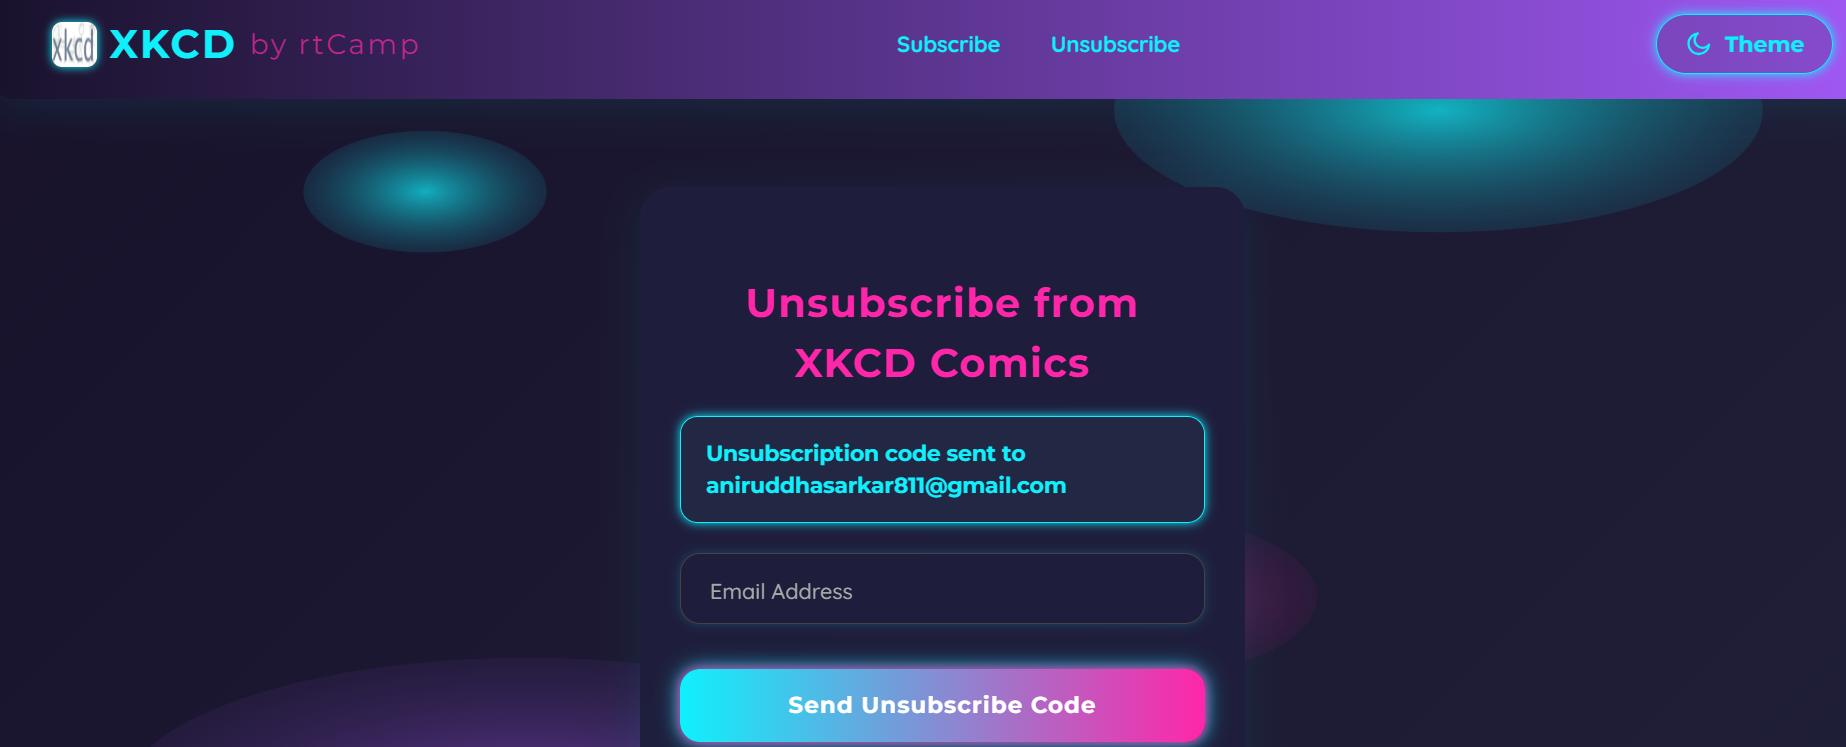 xkcd XKCD by rtCamp Subscribe Unsubscribe Theme
Unsubscribe from
XKCD Comics
Unsubscription code sent to
aniruddhasarkar811@gmail.com
Email Address
Send Unsubscribe Code